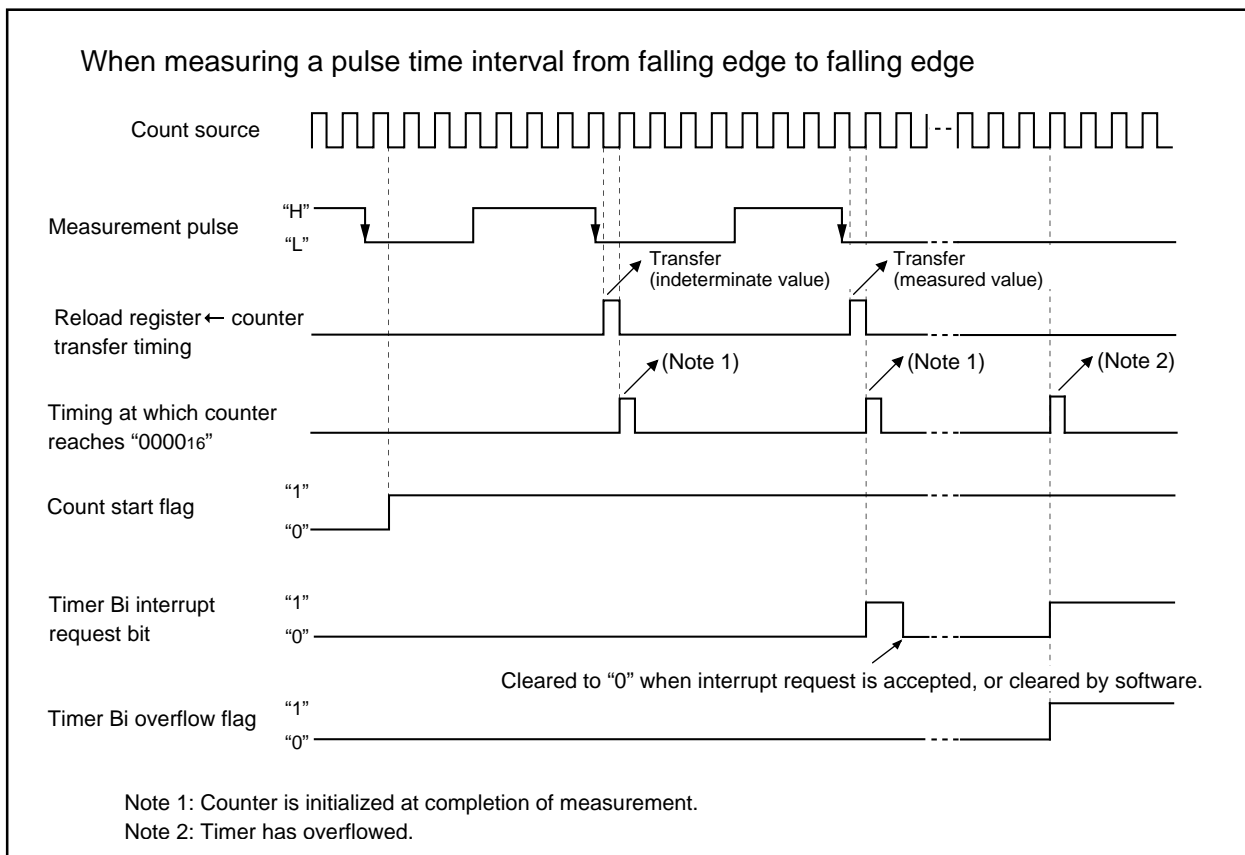 When measuring a pulse time interval from falling edge to falling edge
Count source
Measurement pulse
“H”
“L”
Transfer
(indeterminate value)
Transfer
(measured value)
Reload register ← counter
transfer timing
(Note 1)
(Note 1)
(Note 2)
Timing at which counter
reaches “000016”
Count start flag
“1”
“0”
Timer Bi interrupt
request bit
“1”
“0”
Cleared to “0” when interrupt request is accepted, or cleared by software.
Timer Bi overflow flag
“1”
“0”
Note 1: Counter is initialized at completion of measurement.
Note 2: Timer has overflowed.